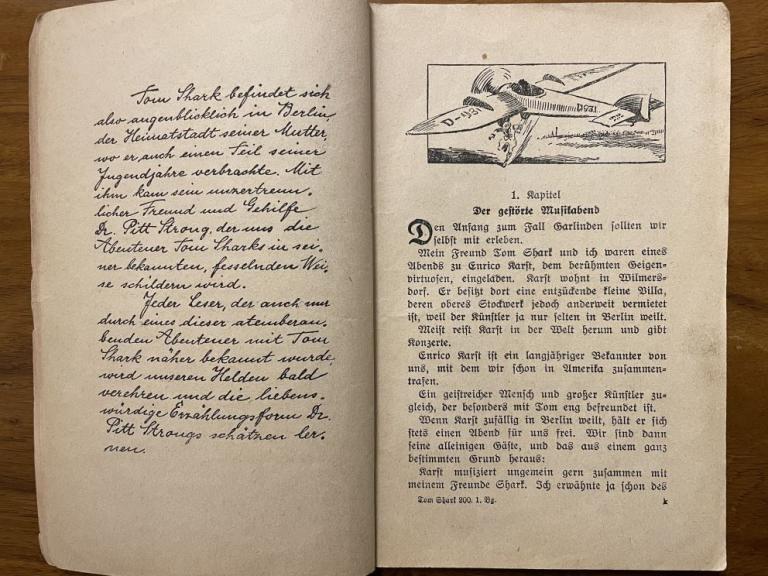 Tom Shark befindet sich
also augenblicklich in Berlin,
der Heimatstadt seiner Mutter,
wo er auch einen Teil seiner
Jugendjahre verbrachte. Mit
ihm kam sein unzertrenn-
licher Freund und Gehilfe
Dr. Pitt Strong, der uns die
Abenteuer Tom Sharks in sei-
ner bekannten, fesselnden Wei-
se schildern wird.
Jeder Leser, der auch nur
durch eines dieser atemberau-
benden Abenteuer mit Tom
Shark näher bekannt wurde,
wird unseren Helden bald
verehren und die liebens-
würdige Erzählungsform Dr.
Pitt Strongs schätzen ler-
nen.
1. Kapitel
Der gestörte Musikabend
Den Anfang zum Fall Garlinden sollten wir
selbst mit erleben.
Mein Freund Tom Shark und ich waren eines
Abends zu Enrico Karst, dem berühmten Geigen-
virtuosen, eingeladen. Karst wohnt in Wilmers-
dorf. Er besitzt dort eine entzückende kleine Villa,
deren oberes Stockwerk jedoch anderweit vermietet
ist, weil der Künstler ja nur selten in Berlin weilt.
Meist reist Karst in der Welt herum und gibt
Konzerte.
Enrico Karst ist ein langjähriger Bekannter von
uns, mit dem wir schon in Amerika zusammen-
trafen.
Ein geistreicher Mensch und großer Künstler zu-
gleich, der besonders mit Tom eng befreundet ist.
Wenn Karst zufällig in Berlin weilt, hält er sich
stets einen Abend für uns frei. Wir sind dann
seine alleinigen Gäste, und das aus einem ganz
bestimmten Grund heraus:
Karst musiziert ungemein gern zusammen mit
meinem Freunde Shark. Ich erwähnte ja schon des
Tom Shark 200. 1. Bg.